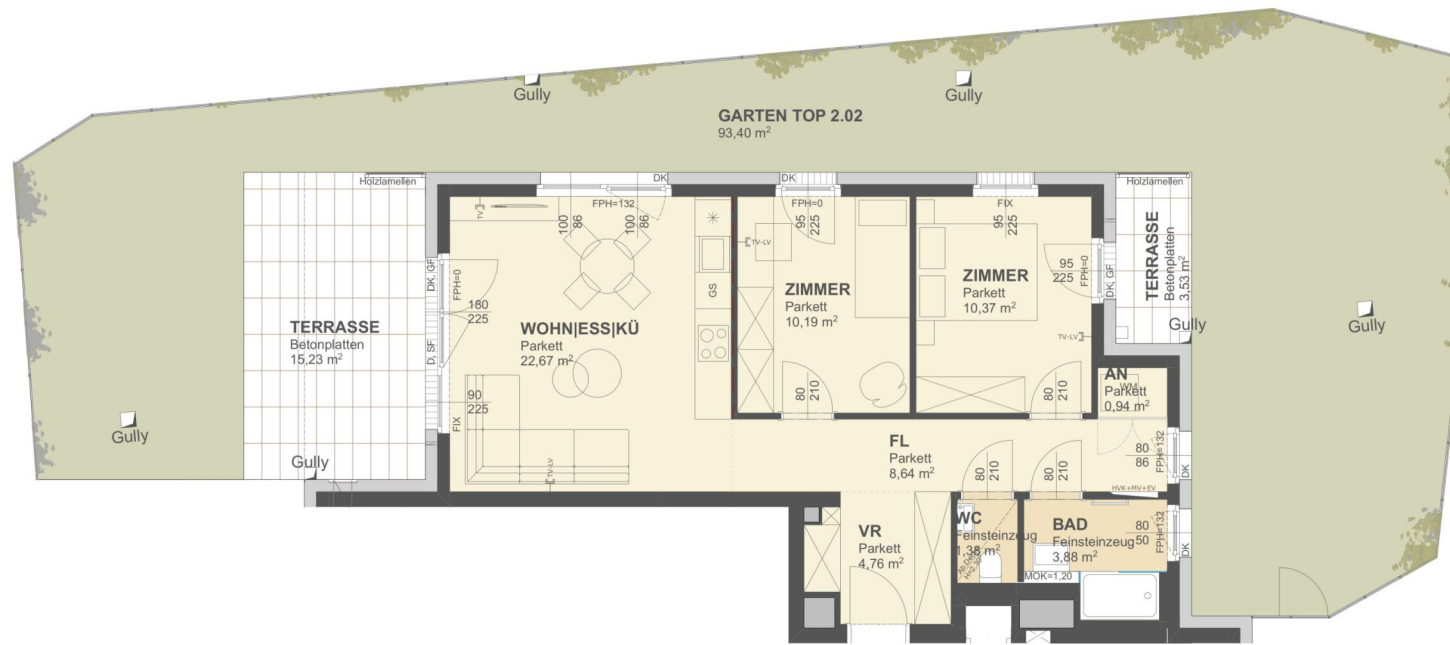 Gully
Gully
GARTEN TOP 2.02
93,40 m²
Holzlamellen
DK
DK
Holzlamellen
TV
FPH=132
100
86
100
86
FPH=0
95
225
FIX
95
225
TV-LV
GS
DK, GF
FPH=0
180
225
D, SF
90
225
FIX
TERRASSE
Betonplatten
15,23 m²
WOHN|ESS|KÜ
Parkett
22,67 m²
ZIMMER
Parkett
10,19 m²
ZIMMER
Parkett
10,37 m²
95
225
FPH=0
DK, GF
TERRASSE
Betonplatten
3,53 m²
Gully
Gully
TV-LV
80
210
80
210
AN
WM
Parkett
0,94 m²
Gully
Gully
TV-LV
FL
Parkett
8,64 m²
80
210
80
210
80
86
FPH=132
DK
HVK+MV+EV
VR
Parkett
4,76 m²
WC
Feinsteinzeug
1,38 m²
Ab.De.
H=2,30
BAD
Feinsteinzeug
3,88 m²
MOK=1,20
80
50
FPH=132
DK